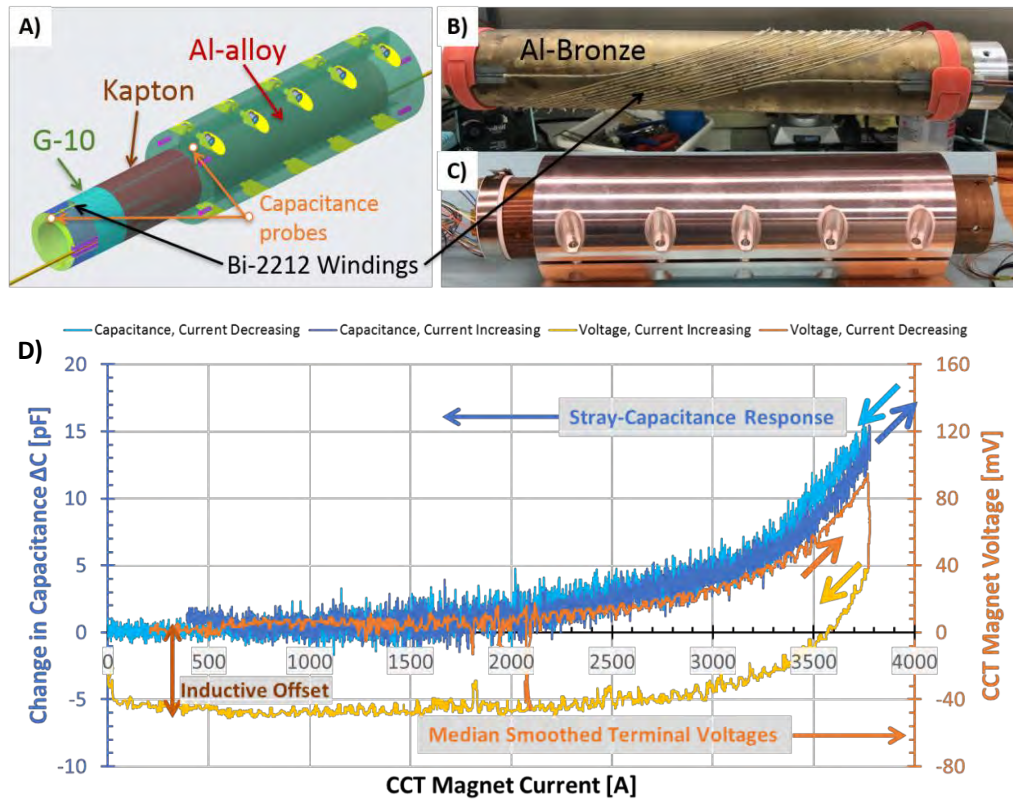 A)
Al-alloy
Kapton
G-10
Capacitance
probes
Bi-2212 Windings
B)
Al-Bronze
C)
Capacitance, Current Decreasing
Capacitance, Current Increasing
Voltage, Current Increasing
Voltage, Current Decreasing
D)
20
15
10
5
0
-5
-10
Change in Capacitance ΔC [pF]
160
120
80
40
0
-40
-80
CCT Magnet Voltage [mV]
Stray-Capacitance Response
0 500 1000 1500 2000 2500 3000 3500 4000
Inductive Offset
Median Smoothed Terminal Voltages
CCT Magnet Current [A]